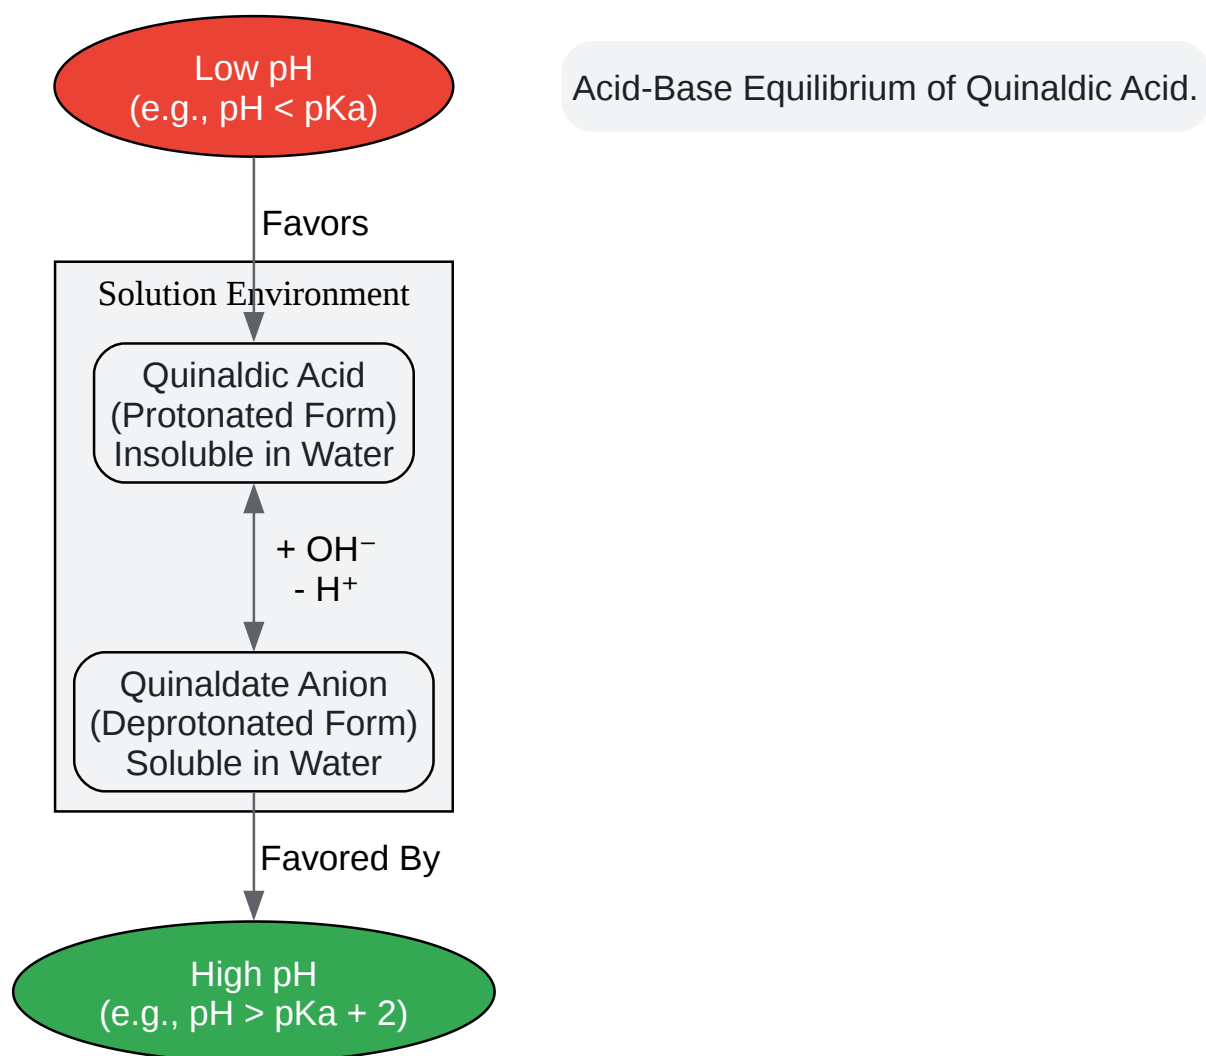 Low pH
(e.g., pH < pKa)
Acid-Base Equilibrium of Quinaldic Acid.
Favors
Solution Environment
Quinaldic Acid
(Protonated Form)
Insoluble in Water
+ OH⁻
- H⁺
Quinaldate Anion
(Deprotonated Form)
Soluble in Water
Favored By
High pH
(e.g., pH > pKa + 2)